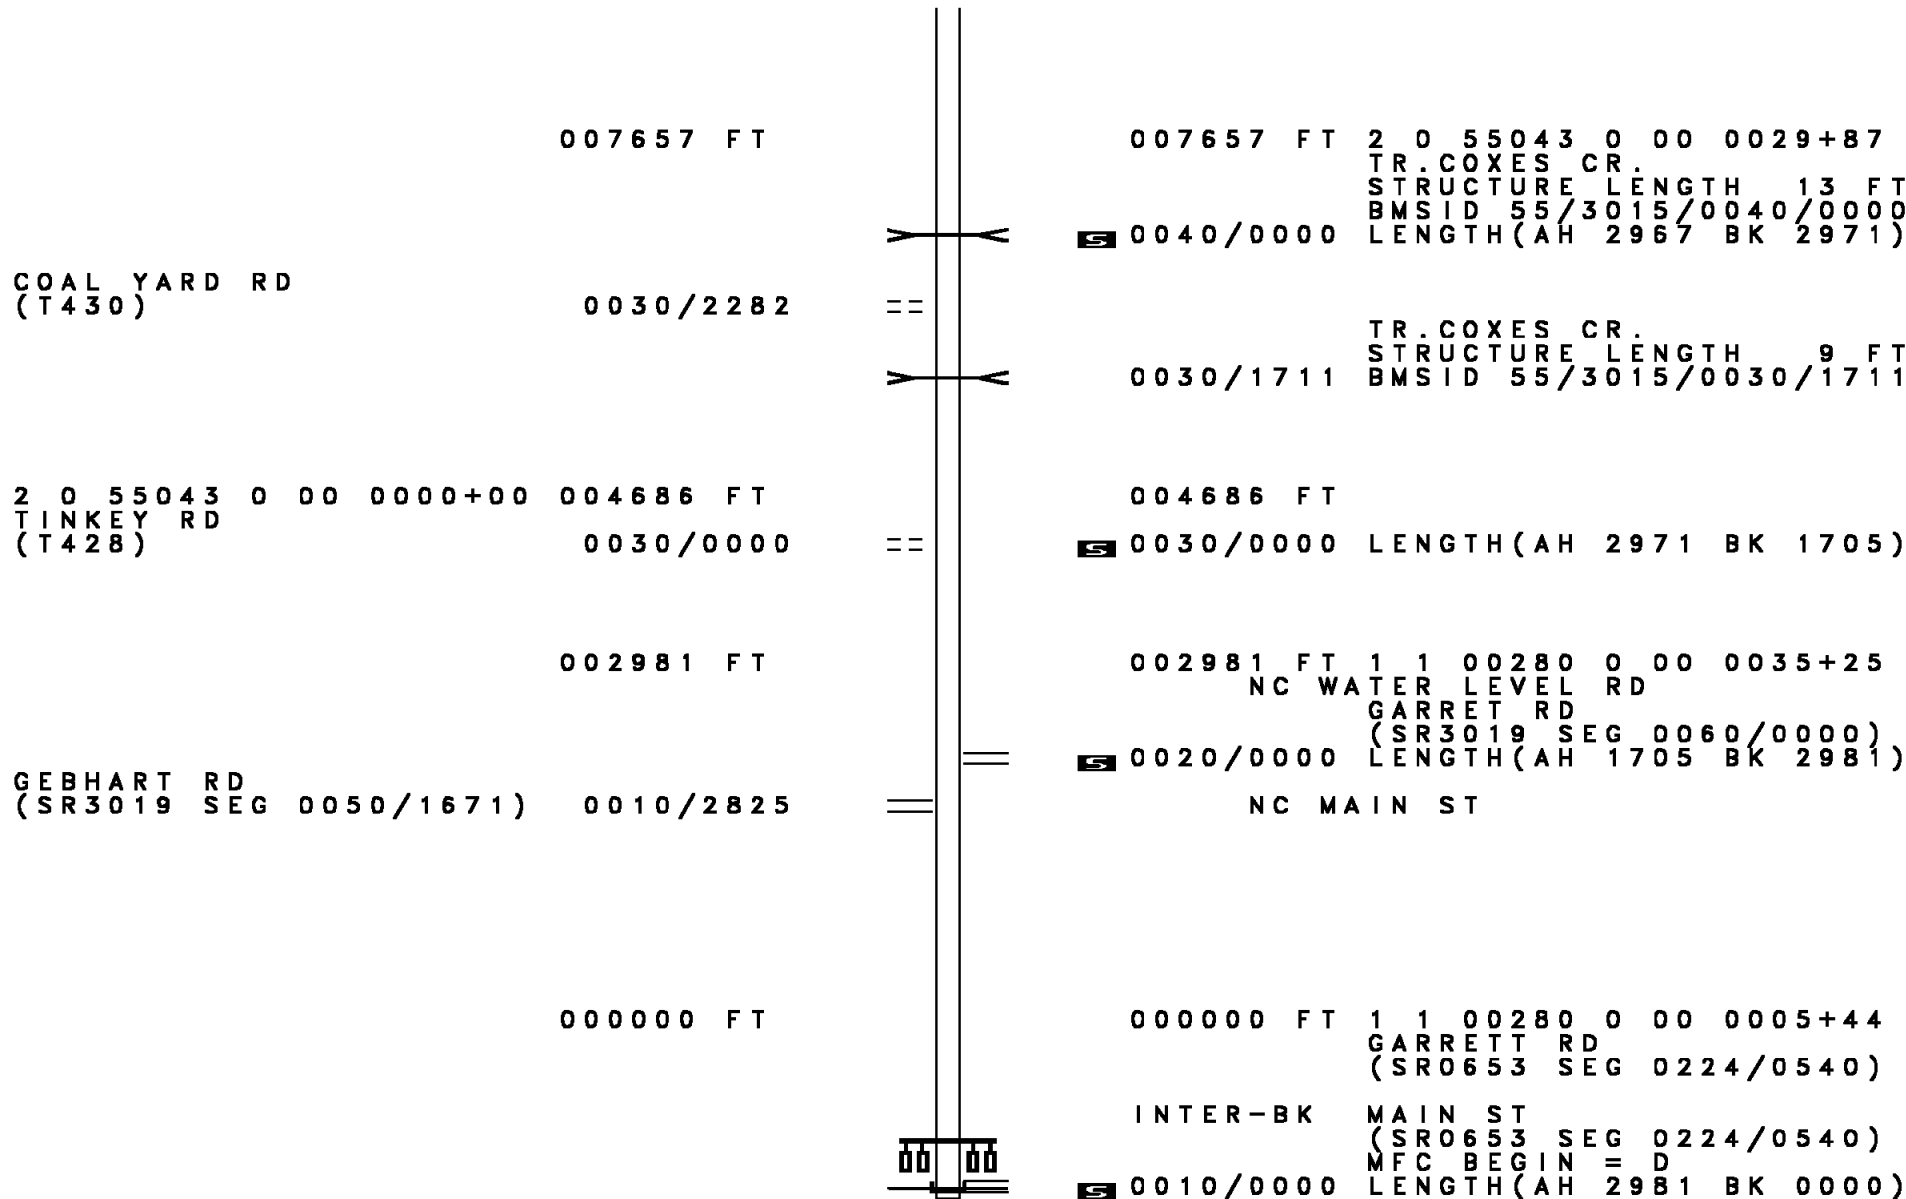 007657 FT 007657 FT 2 0 55043 0 00 0029+87
TR.COXES CR.
STRUCTURE LENGTH 13 FT
BMSID 55/3015/0040/0000
S 0040/0000 LENGTH(AH 2967 BK 2971)
COAL YARD RD
(T430) 0030/2282
TR.COXES CR.
STRUCTURE LENGTH 9 FT
0030/1711 BMSID 55/3015/0030/1711
2 0 55043 0 00 0000+00 004686 FT 004686 FT
TINKEY RD
(T428) 0030/0000 S 0030/0000 LENGTH(AH 2971 BK 1705)
002981 FT 002981 FT 1 1 00280 0 00 0035+25
NC WATER LEVEL RD
GARRET RD
(SR3019 SEG 0060/0000)
S 0020/0000 LENGTH(AH 1705 BK 2981)
GEBHART RD
(SR3019 SEG 0050/1671) 0010/2825 NC MAIN ST
000000 FT 000000 FT 1 1 00280 0 00 0005+44
GARRETT RD
(SR0653 SEG 0224/0540)
INTER-BK MAIN ST
(SR0653 SEG 0224/0540)
MFC BEGIN = D
S 0010/0000 LENGTH(AH 2981 BK 0000)